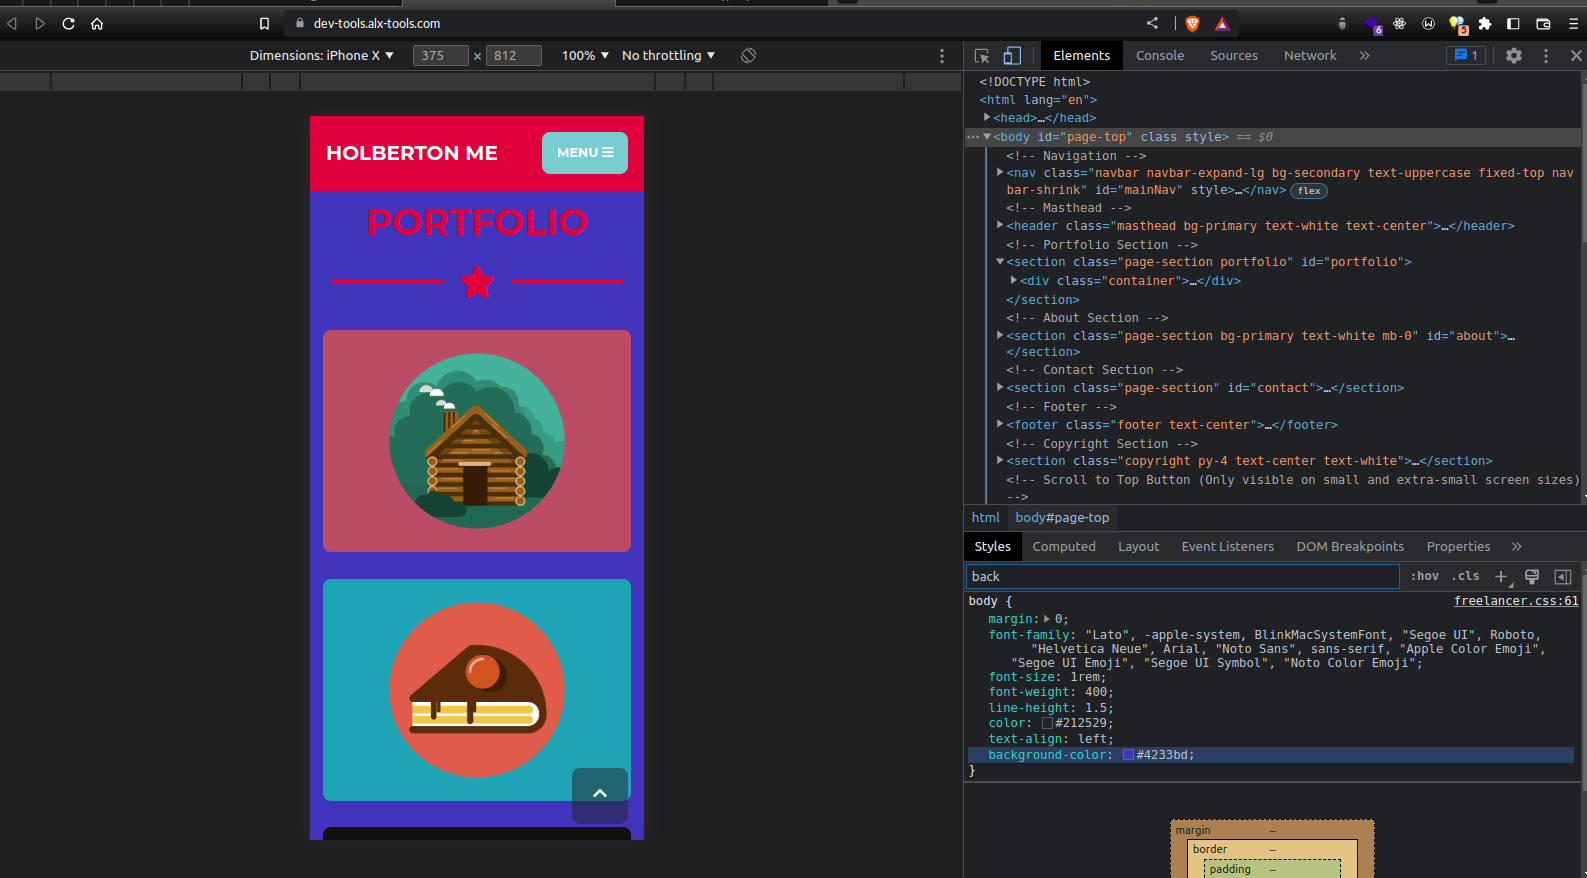 dev-tools.alx-tools.com
6
5
Dimensions: iPhone X ▼ 375 × 812 100% ▼ No throttling ▼
Elements Console Sources Network » 1
HOLBERTON ME
MENU
PORTFOLIO
<!DOCTYPE html>
<html lang="en">
▶<head>…</head>
···▼<body id="page-top" class style> == $0
<!-- Navigation -->
▶<nav class="navbar navbar-expand-lg bg-secondary text-uppercase fixed-top nav
bar-shrink" id="mainNav" style>…</nav> flex
<!-- Masthead -->
▶<header class="masthead bg-primary text-white text-center">…</header>
<!-- Portfolio Section -->
▼<section class="page-section portfolio" id="portfolio">
▶<div class="container">…</div>
</section>
<!-- About Section -->
▶<section class="page-section bg-primary text-white mb-0" id="about">…
</section>
<!-- Contact Section -->
▶<section class="page-section" id="contact">…</section>
<!-- Footer -->
▶<footer class="footer text-center">…</footer>
<!-- Copyright Section -->
▶<section class="copyright py-4 text-center text-white">…</section>
<!-- Scroll to Top Button (Only visible on small and extra-small screen sizes)
-->
html body#page-top
Styles Computed Layout Event Listeners DOM Breakpoints Properties »
back :hov .cls +
body { freelancer.css:61
margin:▶ 0;
font-family: "Lato", -apple-system, BlinkMacSystemFont, "Segoe UI", Roboto,
"Helvetica Neue", Arial, "Noto Sans", sans-serif, "Apple Color Emoji",
"Segoe UI Emoji", "Segoe UI Symbol", "Noto Color Emoji";
font-size: 1rem;
font-weight: 400;
line-height: 1.5;
color: #212529;
text-align: left;
background-color: #4233bd;
}
margin –
border –
padding –